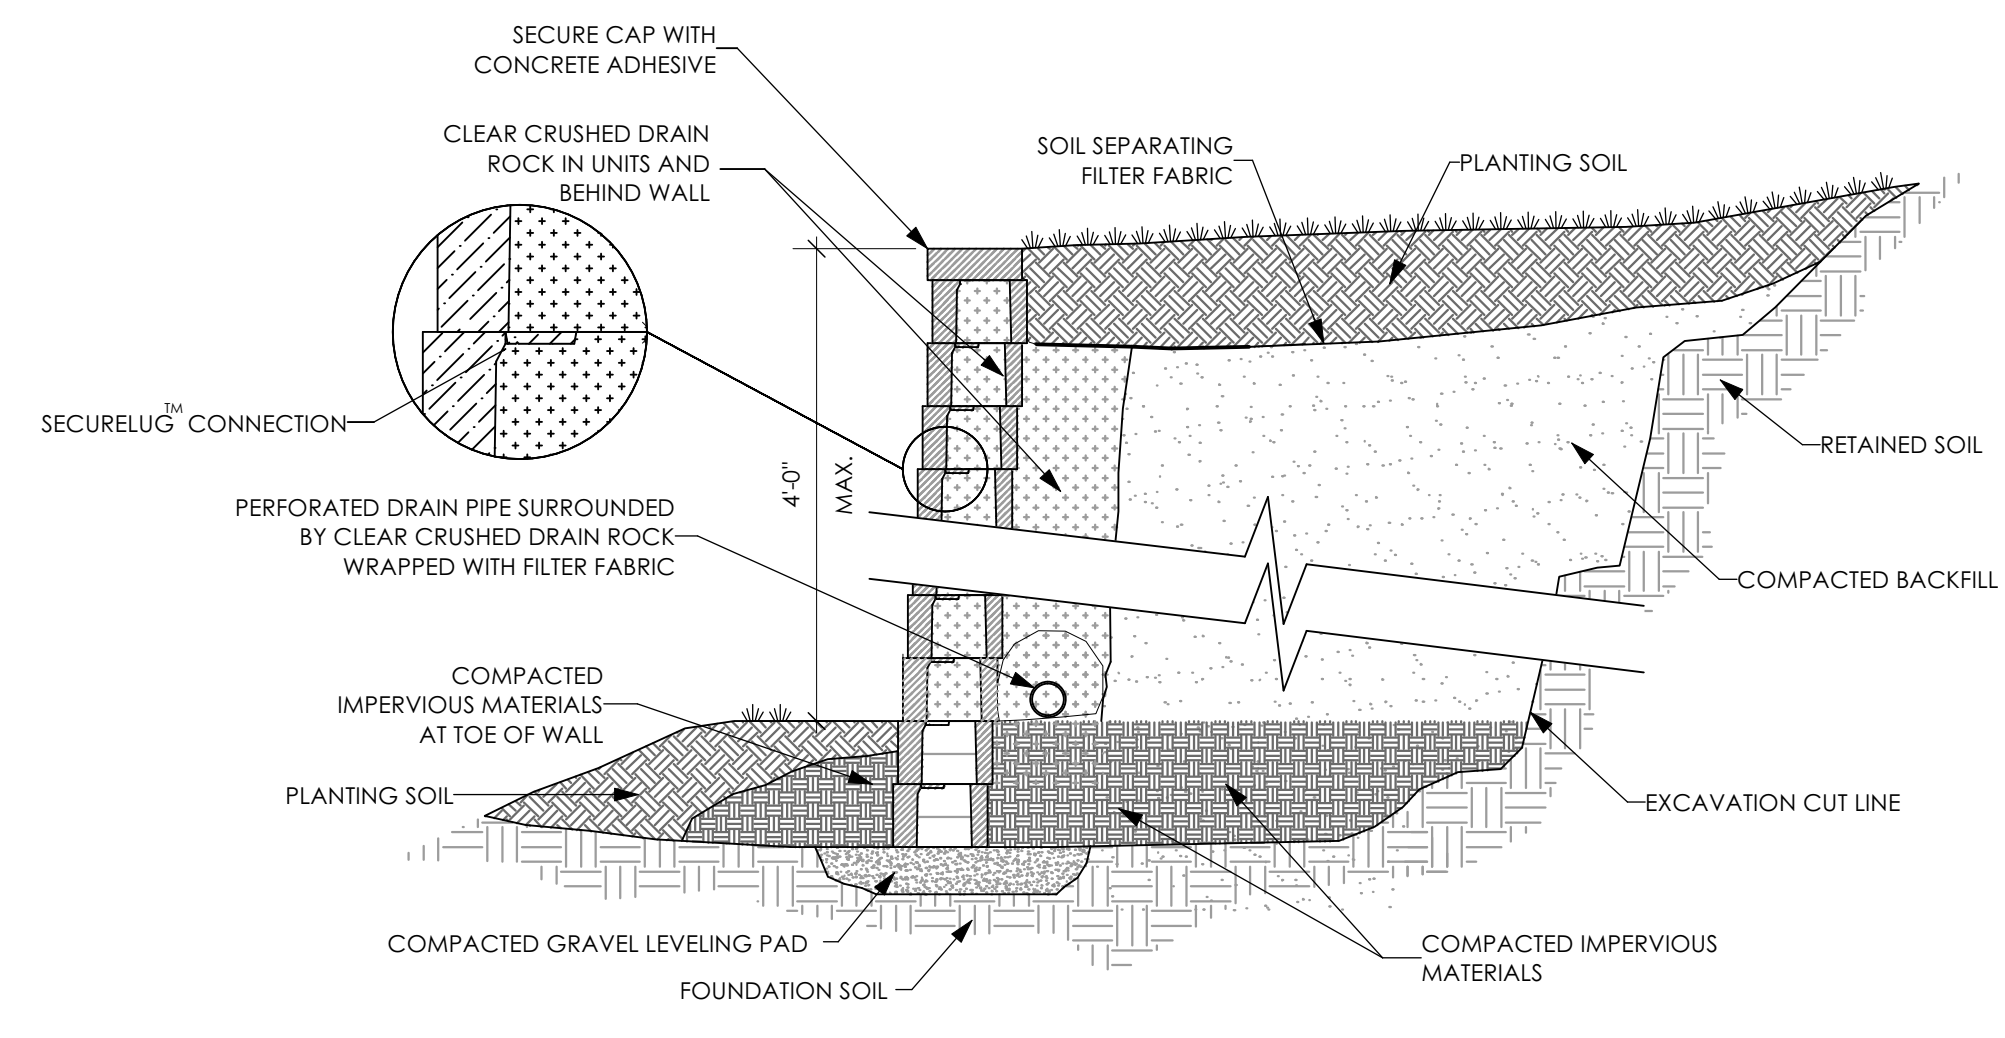 SECURE CAP WITH
CONCRETE ADHESIVE
CLEAR CRUSHED DRAIN
ROCK IN UNITS AND
BEHIND WALL
SOIL SEPARATING
FILTER FABRIC
PLANTING SOIL
SECURELUG™ CONNECTION
RETAINED SOIL
4'-0"
MAX.
PERFORATED DRAIN PIPE SURROUNDED
BY CLEAR CRUSHED DRAIN ROCK
WRAPPED WITH FILTER FABRIC
COMPACTED BACKFILL
COMPACTED
IMPERVIOUS MATERIALS
AT TOE OF WALL
PLANTING SOIL
EXCAVATION CUT LINE
COMPACTED GRAVEL LEVELING PAD
COMPACTED IMPERVIOUS
MATERIALS
FOUNDATION SOIL